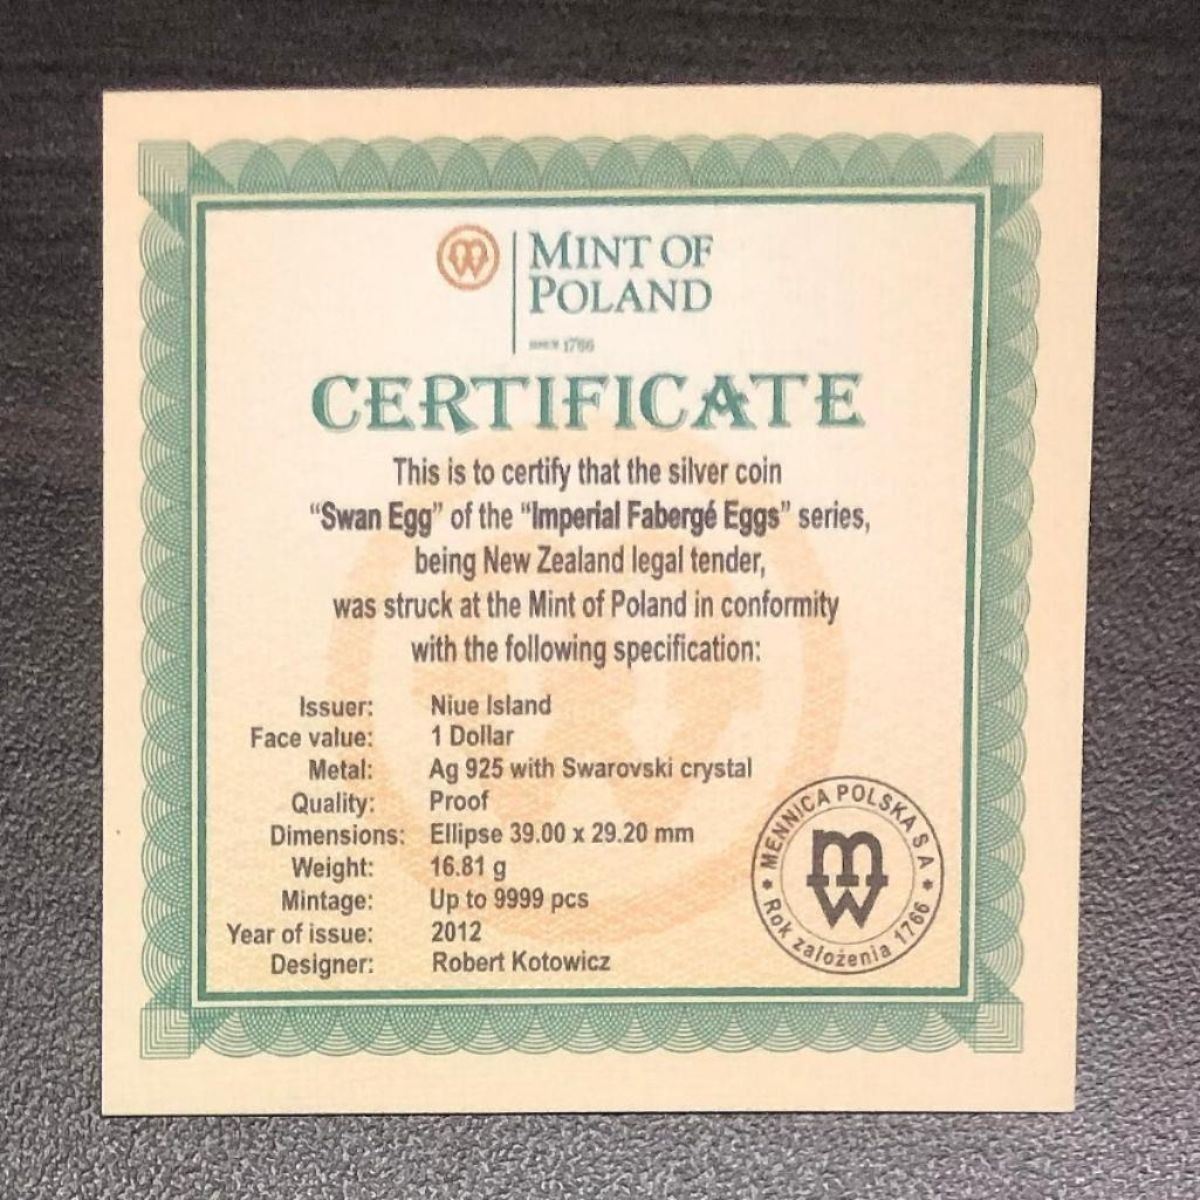 MINT OF
POLAND
SINCE 1766
CERTIFICATE
This is to certify that the silver coin
“Swan Egg” of the “Imperial Fabergé Eggs” series,
being New Zealand legal tender,
was struck at the Mint of Poland in conformity
with the following specification:
Issuer: Niue Island
Face value: 1 Dollar
Metal: Ag 925 with Swarovski crystal
Quality: Proof
Dimensions: Ellipse 39.00 x 29.20 mm
Weight: 16.81 g
Mintage: Up to 9999 pcs
Year of issue: 2012
Designer: Robert Kotowicz
MENNICA POLSKA S A
Rok założenia 1766